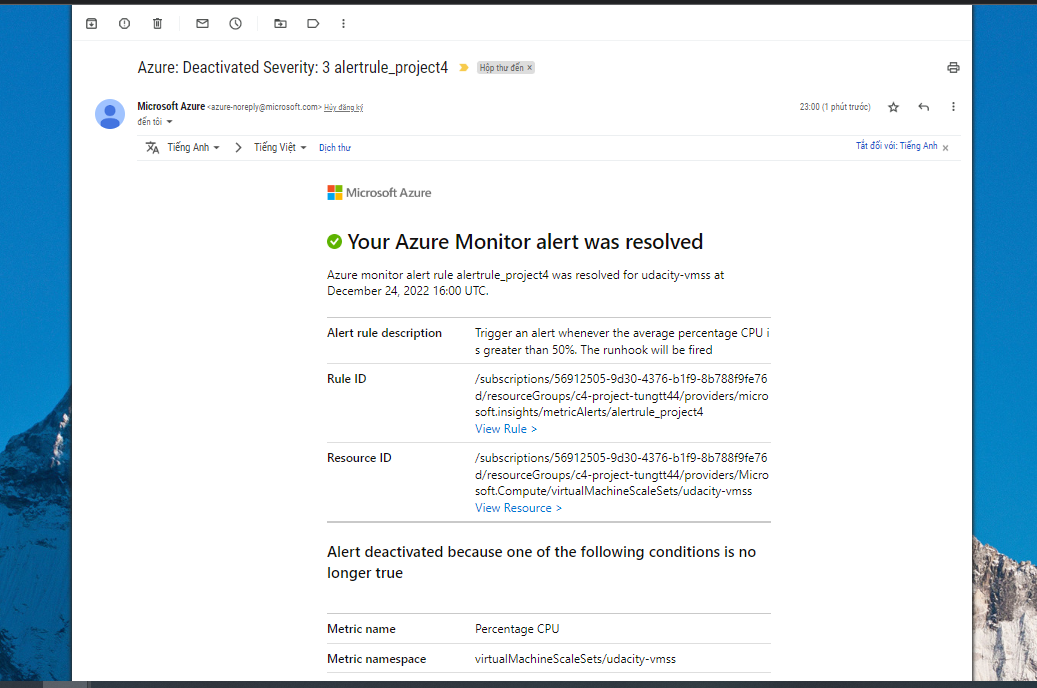 Azure: Deactivated Severity: 3 alertrule_project4 Hộp thư đến ×
Microsoft Azure <azure-noreply@microsoft.com> Hủy đăng ký 23:00 (1 phút trước)
đến tôi
Tiếng Anh Tiếng Việt Dịch thư Tắt đối với: Tiếng Anh ×
Microsoft Azure
Your Azure Monitor alert was resolved
Azure monitor alert rule alertrule_project4 was resolved for udacity-vmss at
December 24, 2022 16:00 UTC.
Alert rule description Trigger an alert whenever the average percentage CPU i
s greater than 50%. The runhook will be fired
Rule ID /subscriptions/56912505-9d30-4376-b1f9-8b788f9fe76
d/resourceGroups/c4-project-tungtt44/providers/micro
soft.insights/metricAlerts/alertrule_project4
View Rule >
Resource ID /subscriptions/56912505-9d30-4376-b1f9-8b788f9fe76
d/resourceGroups/c4-project-tungtt44/providers/Micro
soft.Compute/virtualMachineScaleSets/udacity-vmss
View Resource >
Alert deactivated because one of the following conditions is no
longer true
Metric name Percentage CPU
Metric namespace virtualMachineScaleSets/udacity-vmss